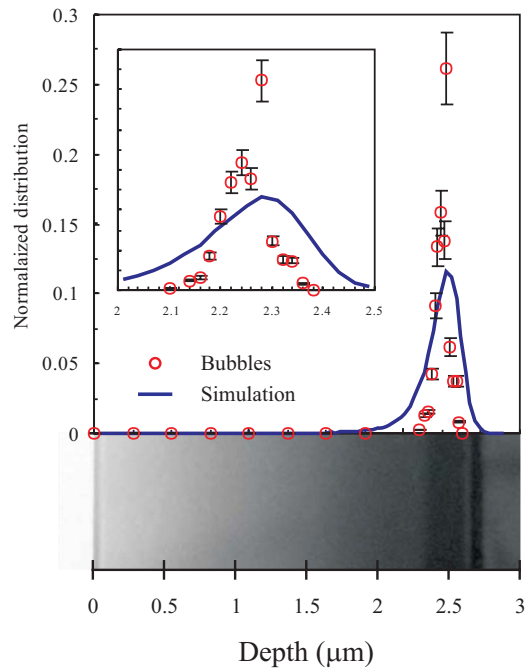 0.3
0.25
0.2
0.15
0.1
0.05
0
Normalaized distribution
2 2.1 2.2 2.3 2.4 2.5
Bubbles
Simulation
0 0.5 1 1.5 2 2.5 3
Depth (μm)